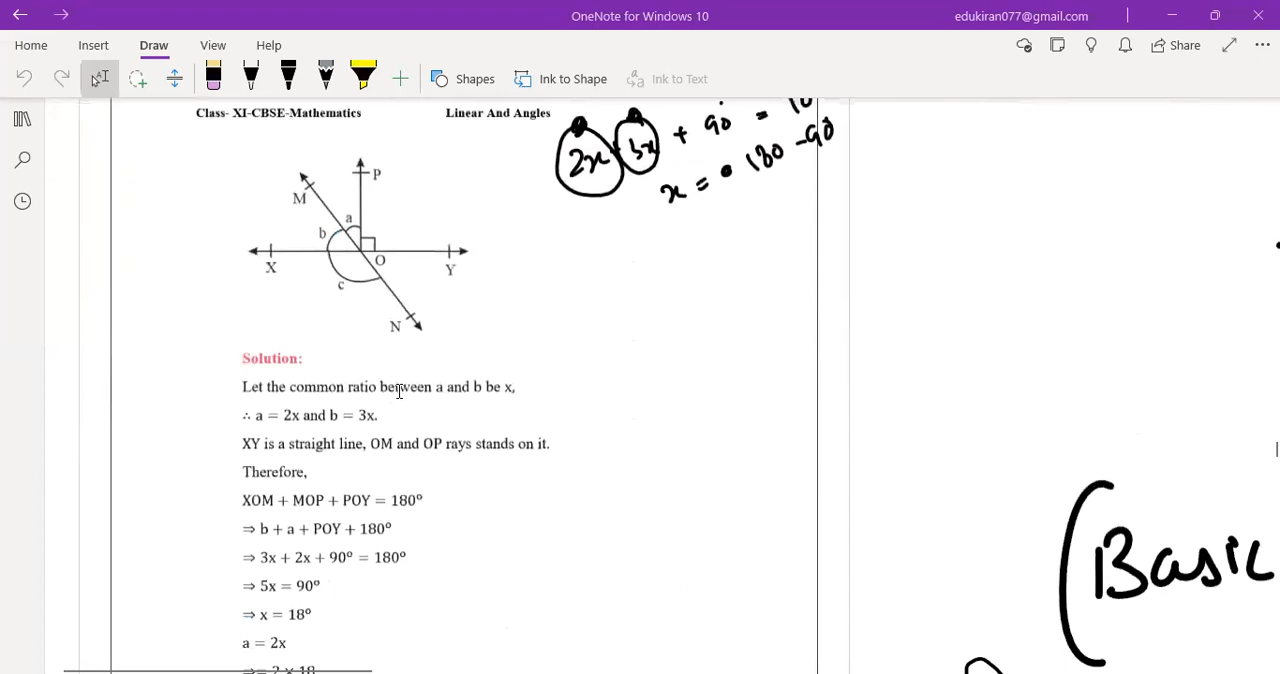 OneNote for Windows 10
edukiran077@gmail.com
Home Insert Draw View Help
Share
Shapes Ink to Shape Ink to Text
Class- XI-CBSE-Mathematics Linear And Angles
2x 3x + 90° =
x = 180 -90
P
M
a
b
O
X
Y
c
N
Solution:
Let the common ratio between a and b be x,
∴ a = 2x and b = 3x.
XY is a straight line, OM and OP rays stands on it.
Therefore,
XOM + MOP + POY = 180°
⇒ b + a + POY + 180°
⇒ 3x + 2x + 90° = 180°
⇒ 5x = 90°
⇒ x = 18°
a = 2x
⇒= 2 × 18
(Basic